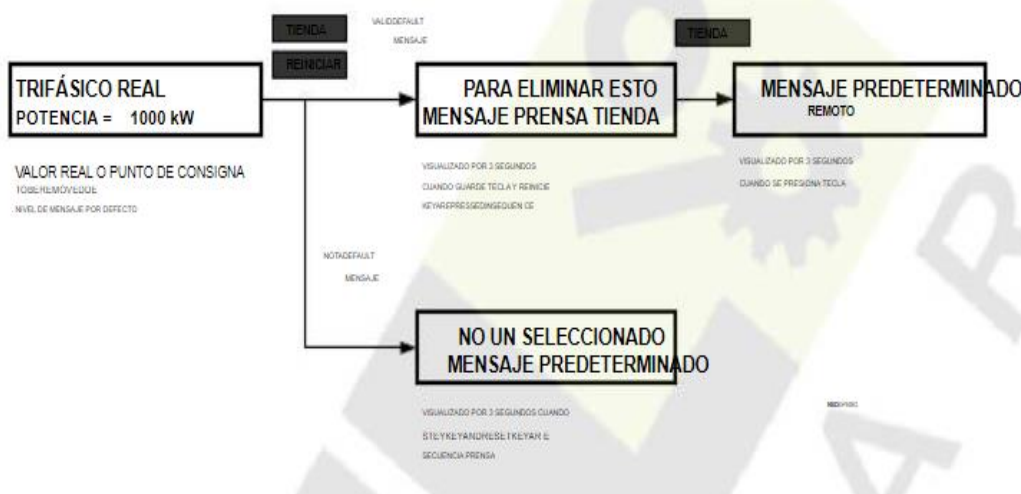 TIENDA
REINICIAR
VALIDDEFAULT
MENSAJE
TIENDA
TRIFÁSICO REAL
POTENCIA = 1000 kW
PARA ELIMINAR ESTO
MENSAJE PRENSA TIENDA
MENSAJE PREDETERMINADO
REMOTO
VALOR REAL O PUNTO DE CONSIGNA
TOBEREMOVEDDE
NIVEL DE MENSAJE POR DEFECTO
VISUALIZADO POR 3 SEGUNDOS
CUANDO GUARDE TECLA Y REINICIE
KEYAREPRESSEDINSEQUEN CE
VISUALIZADO POR 3 SEGUNDOS
CUANDO SE PRESIONA TECLA
NOTADEFAULT
MENSAJE
NO UN SELECCIONADO
MENSAJE PREDETERMINADO
VISUALIZADO POR 3 SEGUNDOS CUANDO
STEYKEYANDRESETKEYAR E
SECUENCIA PRENSA